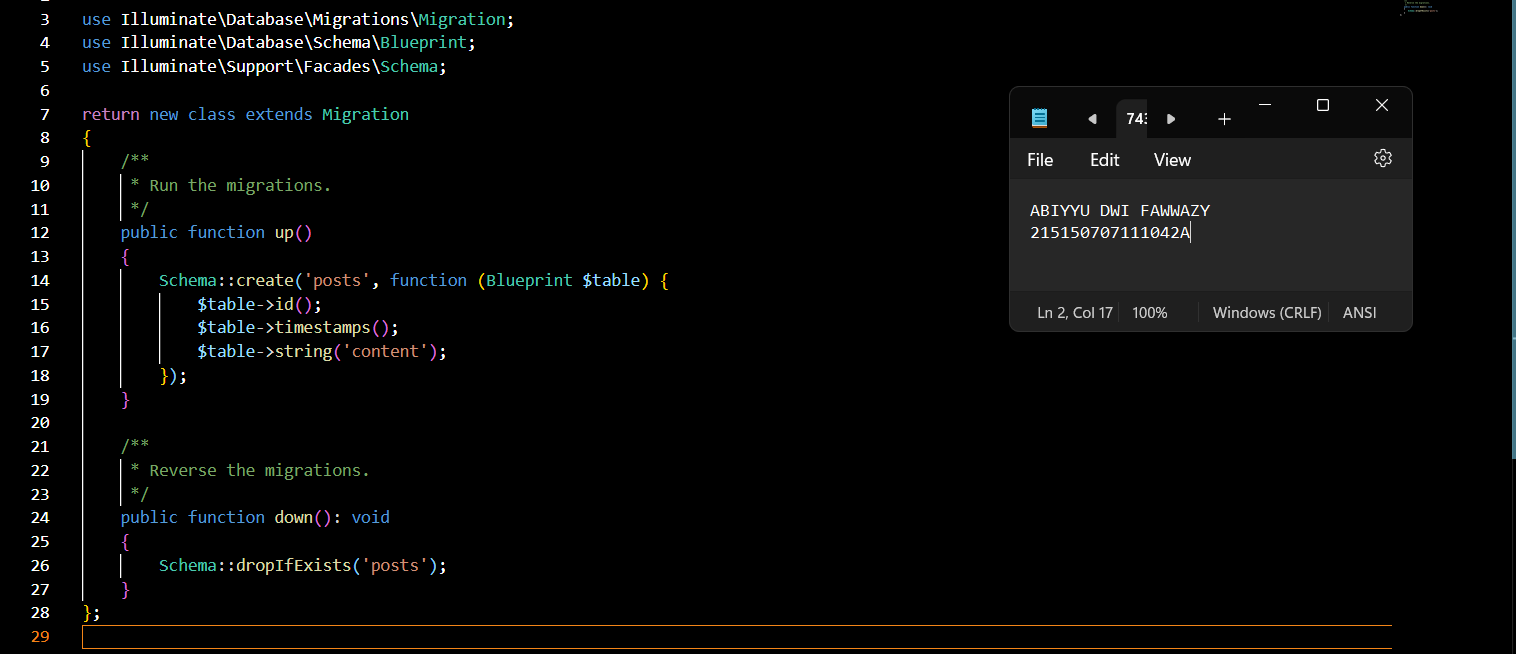 3 use Illuminate\Database\Migrations\Migration;
4 use Illuminate\Database\Schema\Blueprint;
5 use Illuminate\Support\Facades\Schema;
6
7 return new class extends Migration
8 {
9 /**
10 * Run the migrations.
11 */
12 public function up()
13 {
14 Schema::create('posts', function (Blueprint $table) {
15 $table->id();
16 $table->timestamps();
17 $table->string('content');
18 });
19 }
20
21 /**
22 * Reverse the migrations.
23 */
24 public function down(): void
25 {
26 Schema::dropIfExists('posts');
27 }
28 };
29
743
File Edit View
ABIYYU DWI FAWWAZY
215150707111042A
Ln 2, Col 17 100% Windows (CRLF) ANSI